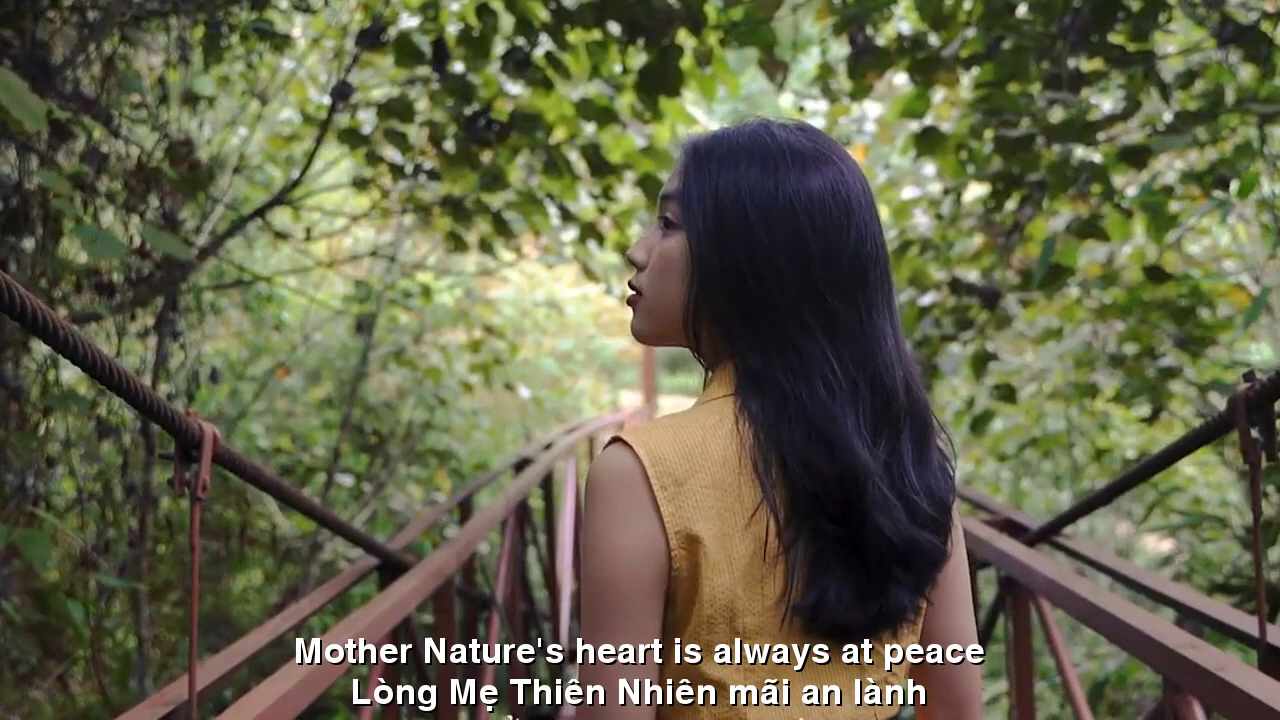 Mother Nature's heart is always at peace
Lòng Mẹ Thiên Nhiên mãi an lành